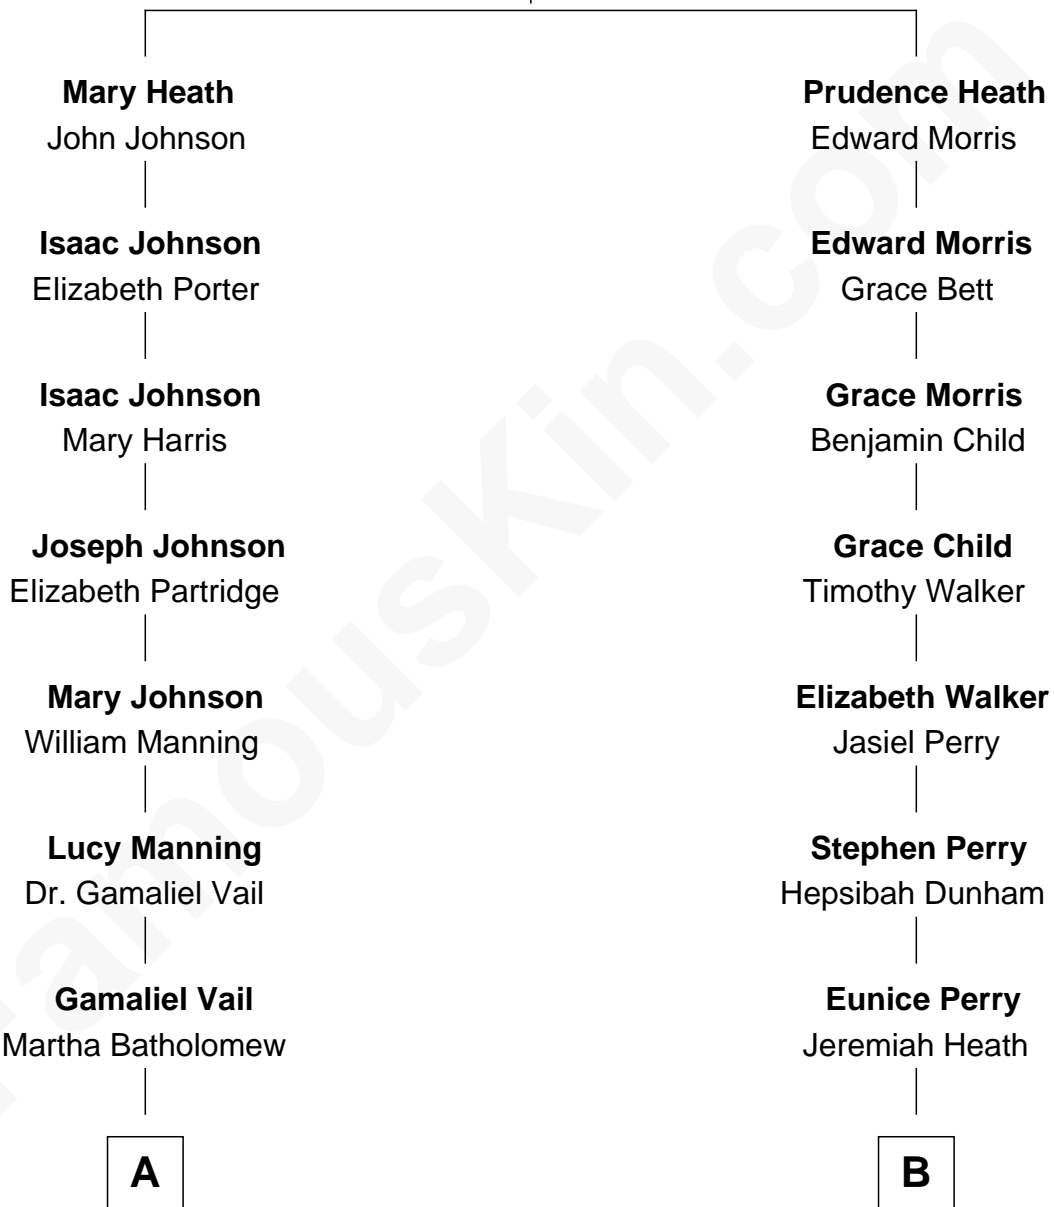 Mary Heath
John Johnson
Isaac Johnson
Elizabeth Porter
Isaac Johnson
Mary Harris
Joseph Johnson
Elizabeth Partridge
Mary Johnson
William Manning
Lucy Manning
Dr. Gamaliel Vail
Gamaliel Vail
Martha Batholomew
A
Prudence Heath
Edward Morris
Edward Morris
Grace Bett
Grace Morris
Benjamin Child
Grace Child
Timothy Walker
Elizabeth Walker
Jasiel Perry
Stephen Perry
Hepsibah Dunham
Eunice Perry
Jeremiah Heath
B
FamousKin.com